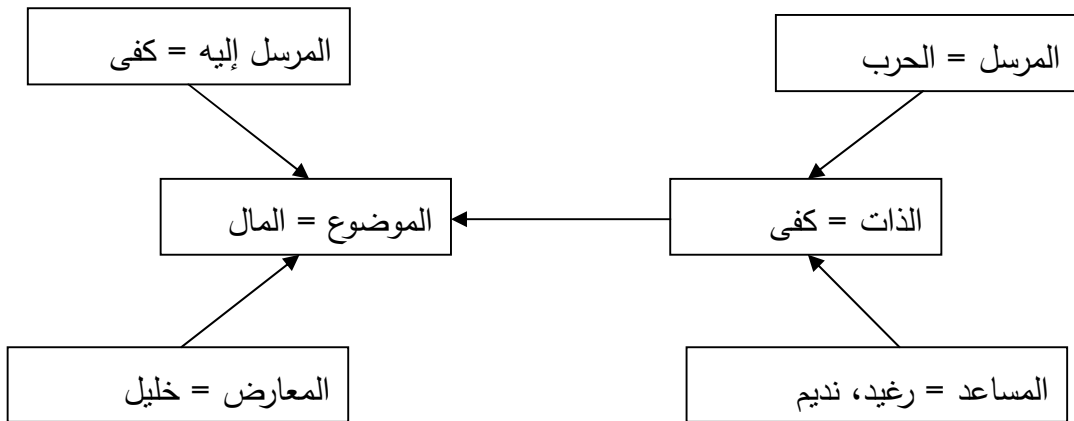 المرسل = الحرب
المرسل إليه = كفى
الذات = كفى
الموضوع = المال
المساعد = رغيد، نديم
المعارض = خليل